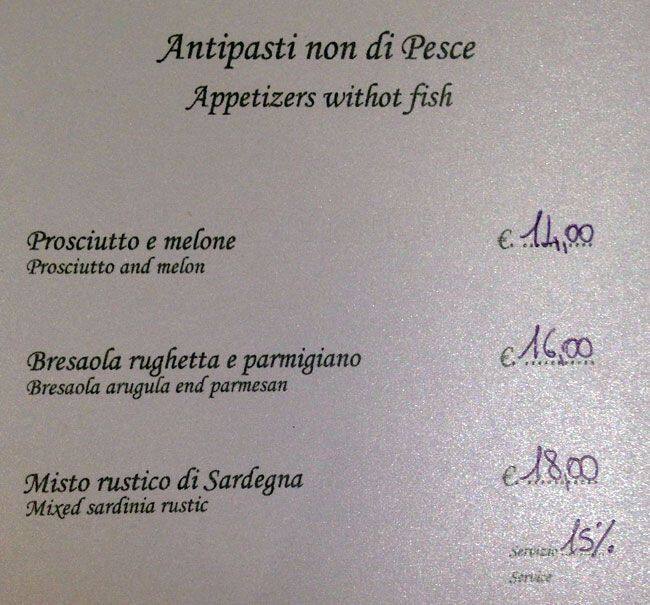 Antipasti non di Pesce
Appetizers withot fish
Prosciutto e melone € 14,00
Prosciutto and melon
Bresaola rughetta e parmigiano € 16,00
Bresaola arugula end parmesan
Misto rustico di Sardegna € 18,00
Mixed sardinia rustic
Servizio 15%
Service